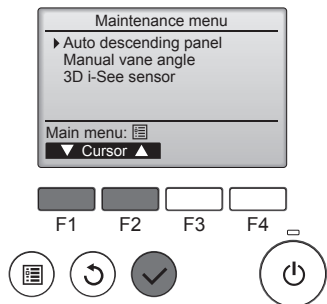 Maintenance menu
Auto descending panel
Manual vane angle
3D i-See sensor
Main menu:
▼ Cursor ▲
F1 F2 F3 F4